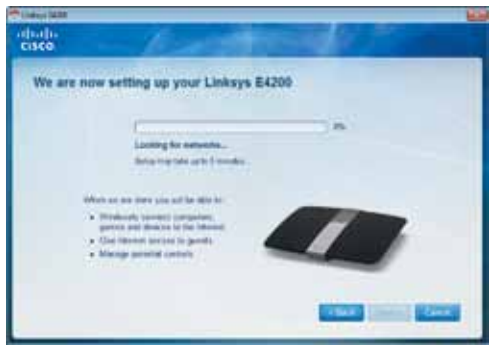 Linksys E4200
CISCO
We are now setting up your Linksys E4200
0%
Looking for networks...
Setup may take up to 5 minutes.
When we are done you will be able to:
• Wirelessly connect computers,
games and devices to the Internet
• Give Internet access to guests
• Manage parental controls
< Back
Cancel